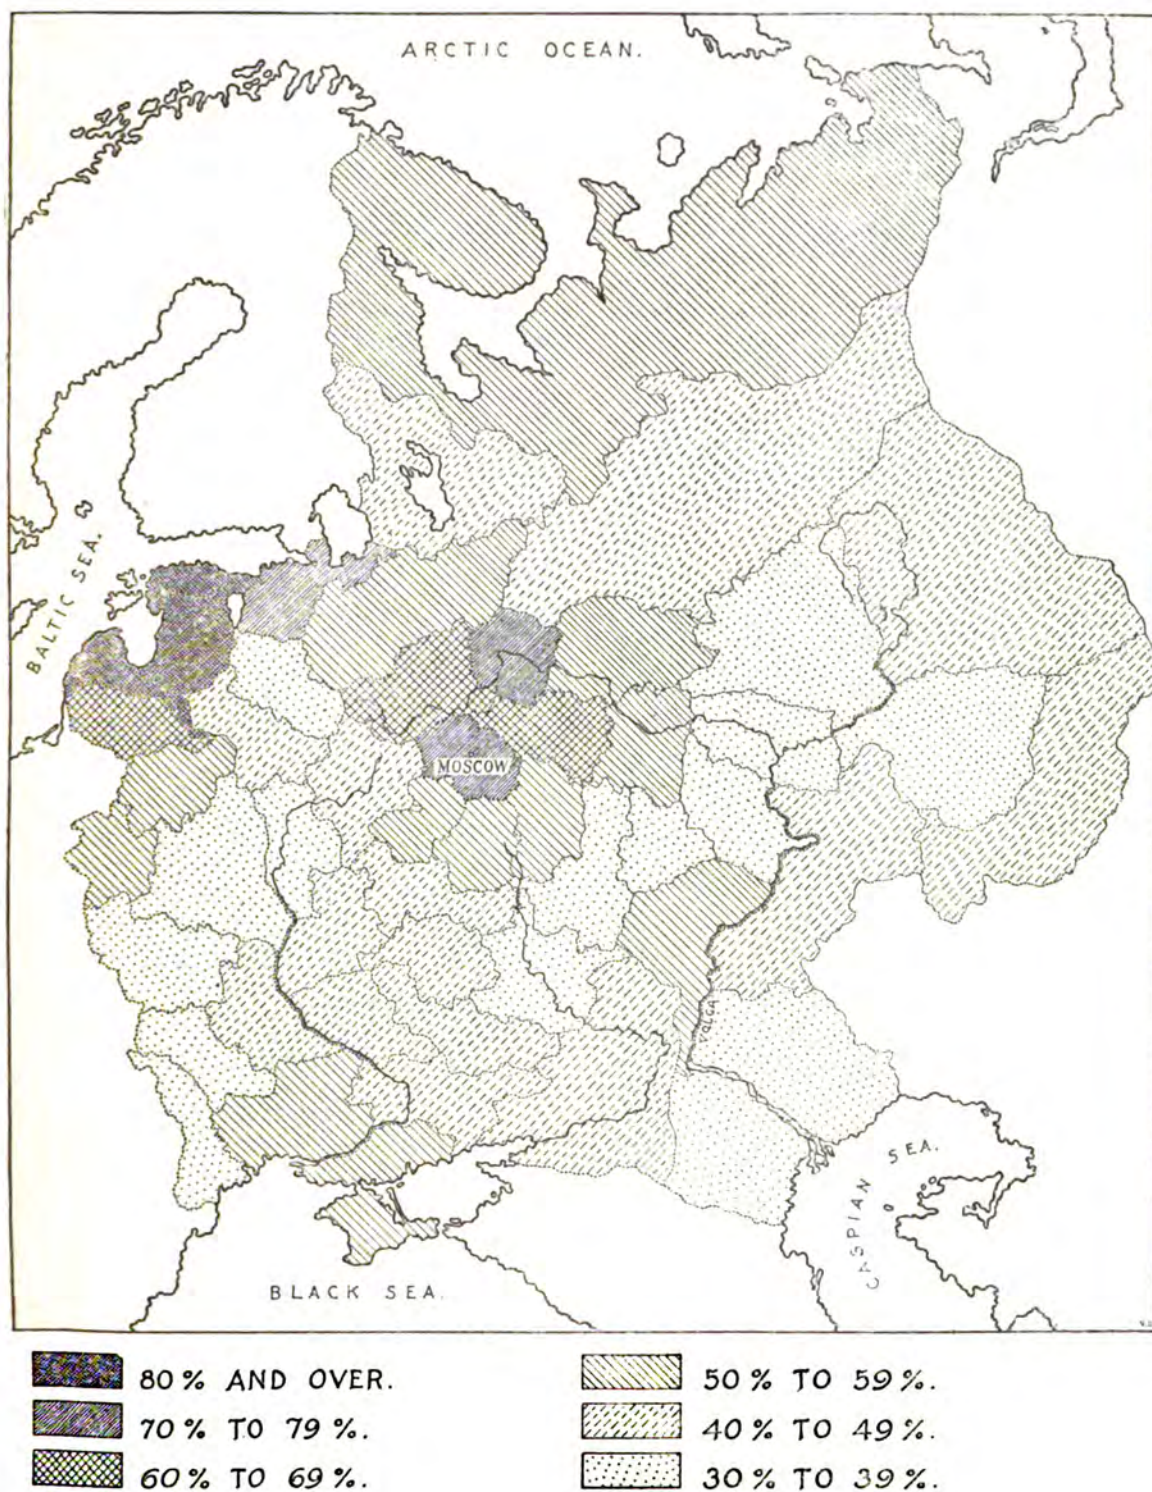 ARCTIC OCEAN.
BALTIC SEA.
MOSCOW
VOLGA
CASPIAN SEA.
BLACK SEA.
80% AND OVER.
70% TO 79%.
60% TO 69%.
50% TO 59%.
40% TO 49%.
30% TO 39%.